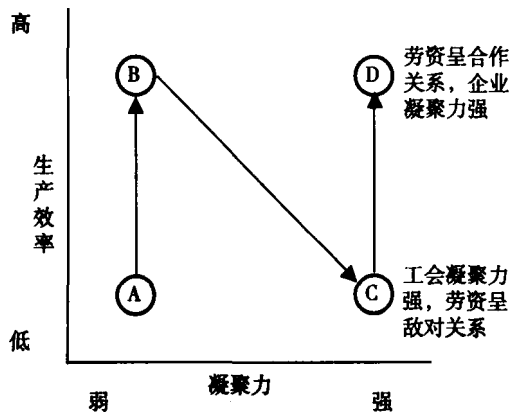 高
B
D
劳资呈合作
关系，企业
凝聚力强
生产效率
A
C
工会凝聚力
强，劳资呈
敌对关系
低
凝聚力
弱
强